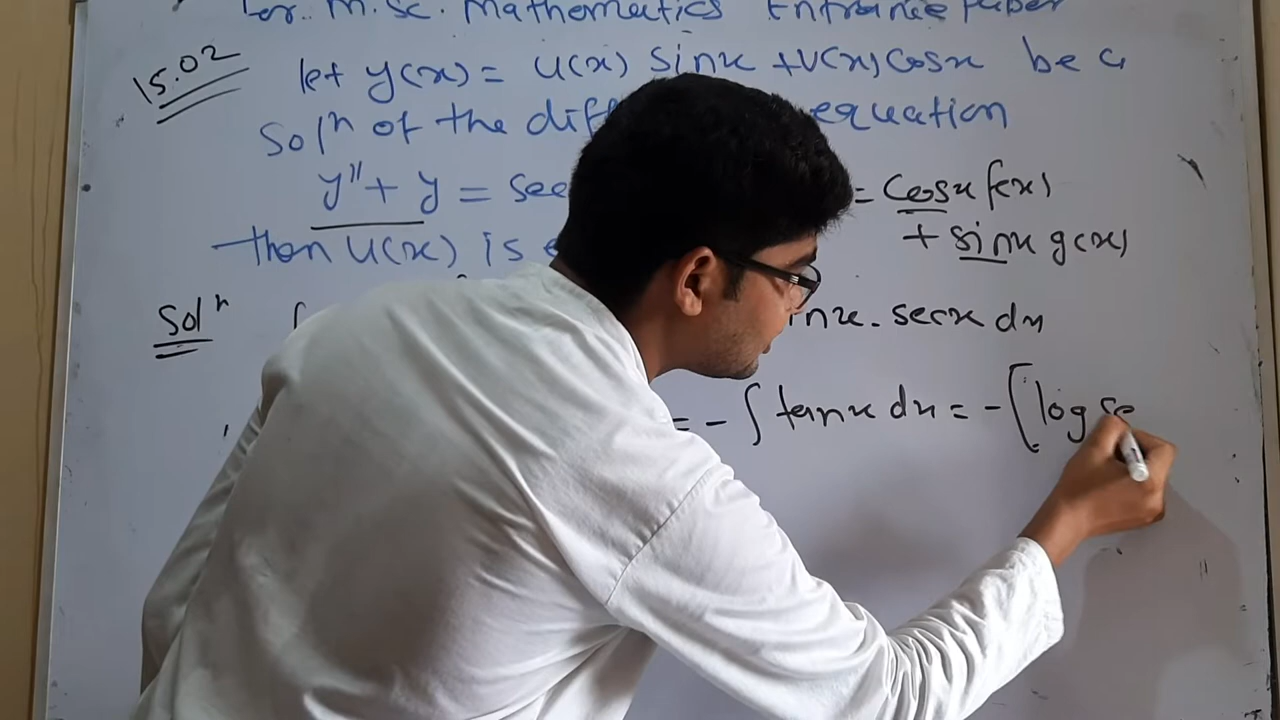 for M.Sc. Mathematics Entrance paper
15.02 let y(x) = u(x) sinx + v(x) cosx be a
Solⁿ of the diff equation
y'' + y = sec = cosx f(x)
then u(x) is + sinx g(x)
Solⁿ inx. secx dx
= - ∫ tanx dx = - [log se